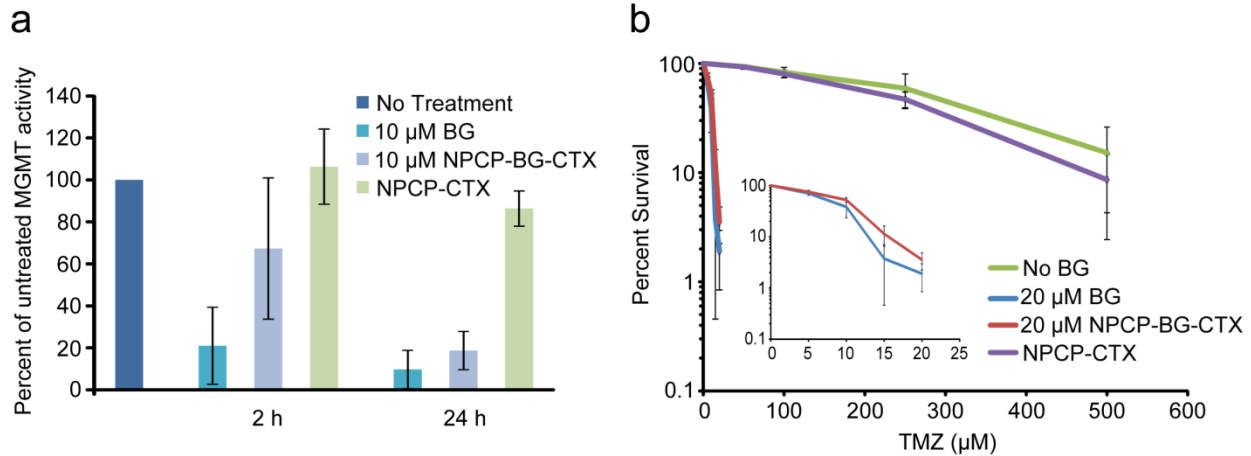 a
Percent of untreated MGMT activity
140
120
100
80
60
40
20
0
No Treatment
10 µM BG
10 µM NPCP-BG-CTX
NPCP-CTX
2 h
24 h
b
Percent Survival
100
10
1
0.1
100
10
1
0.1
0
5
10
15
20
25
No BG
20 µM BG
20 µM NPCP-BG-CTX
NPCP-CTX
0
100
200
300
400
500
600
TMZ (µM)